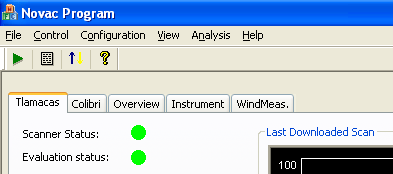 Novac Program
File Control Configuration View Analysis Help
Tlamacas Colibri Overview Instrument WindMeas.
Scanner Status:
Last Downloaded Scan
Evaluation status:
100